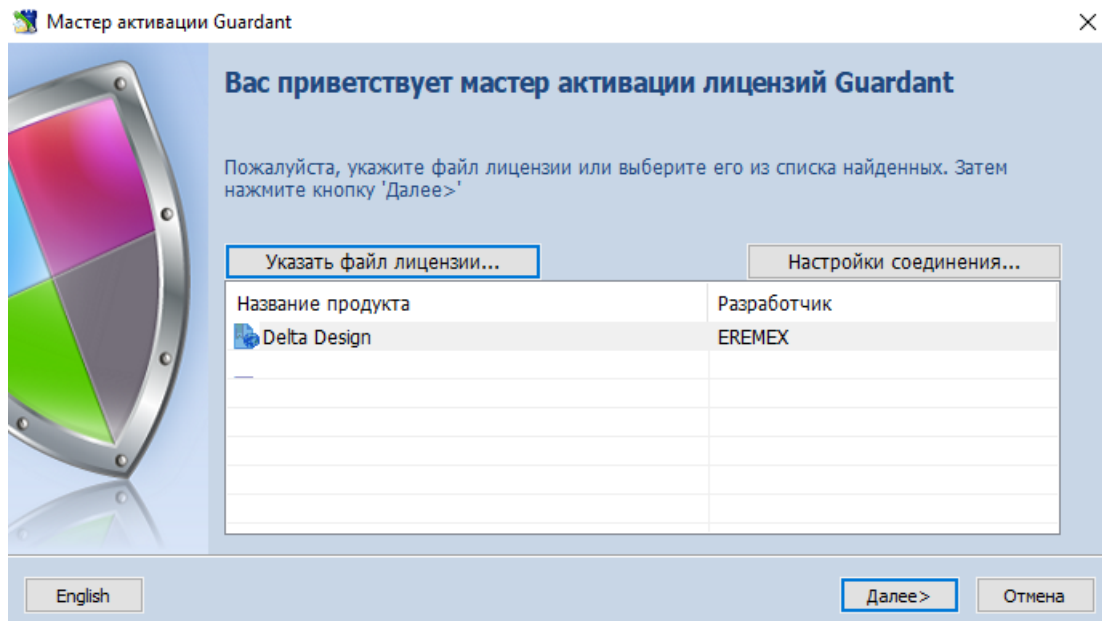 Мастер активации Guardant
Вас приветствует мастер активации лицензий Guardant
Пожалуйста, укажите файл лицензии или выберите его из списка найденных. Затем
нажмите кнопку 'Далее>'
Указать файл лицензии... Настройки соединения...
Название продукта Разработчик
Delta Design EREMEX
English Далее> Отмена